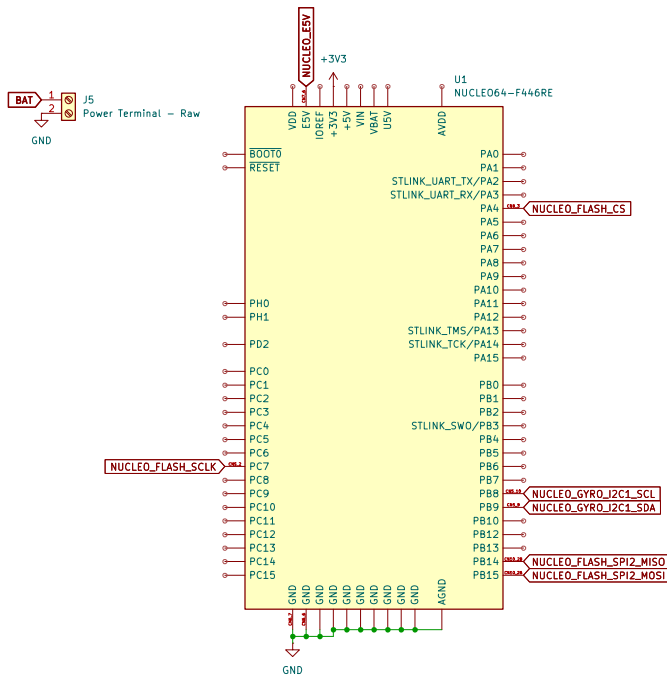 NUCLEO_E5V
+3V3
U1
NUCLEO64-F446RE
BAT
1
2
J5
Power Terminal - Raw
GND
VDD
E5V
IOREF
+3V3
+5V
VIN
VBAT
U5V
AVDD
BOOT0
RESET
PH0
PH1
PD2
PC0
PC1
PC2
PC3
PC4
PC5
PC6
NUCLEO_FLASH_SCLK
PC7
PC8
PC9
PC10
PC11
PC12
PC13
PC14
PC15
PA0
PA1
STLINK_UART_TX/PA2
STLINK_UART_RX/PA3
PA4
NUCLEO_FLASH_CS
PA5
PA6
PA7
PA8
PA9
PA10
PA11
PA12
STLINK_TMS/PA13
STLINK_TCK/PA14
PA15
PB0
PB1
PB2
STLINK_SWO/PB3
PB4
PB5
PB6
PB7
PB8
NUCLEO_GYRO_I2C1_SCL
PB9
NUCLEO_GYRO_I2C1_SDA
PB10
PB12
PB13
PB14
NUCLEO_FLASH_SPI2_MISO
PB15
NUCLEO_FLASH_SPI2_MOSI
GND
GND
GND
GND
GND
GND
GND
GND
GND
GND
AGND
GND